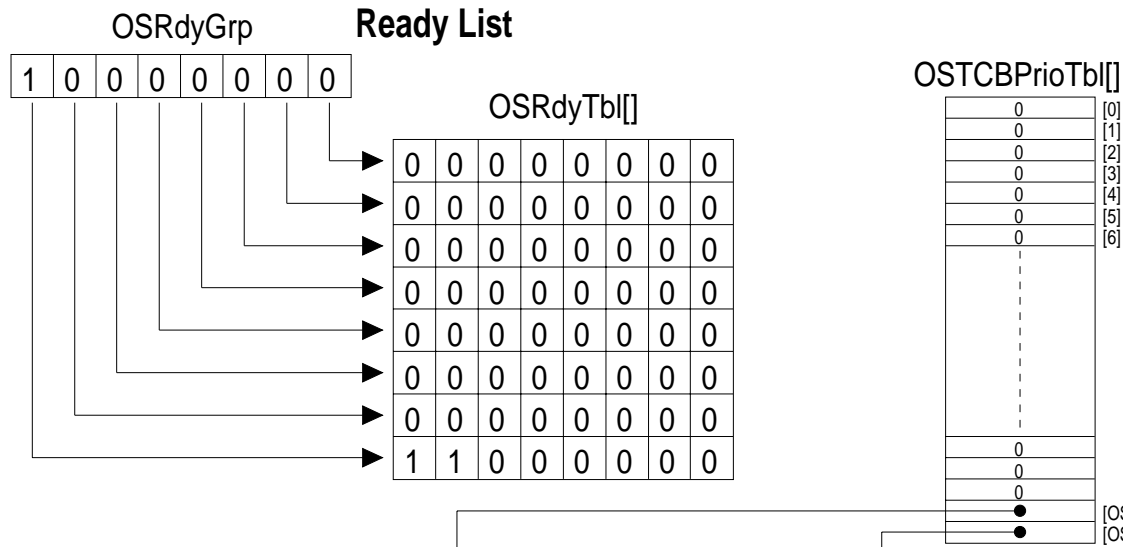 OSRdyGrp
Ready List
1 0 0 0 0 0 0 0
OSRdyTbl[]
0 0 0 0 0 0 0 0
0 0 0 0 0 0 0 0
0 0 0 0 0 0 0 0
0 0 0 0 0 0 0 0
0 0 0 0 0 0 0 0
0 0 0 0 0 0 0 0
0 0 0 0 0 0 0 0
1 1 0 0 0 0 0 0
OSTCBPrioTbl[]
0 [0]
0 [1]
0 [2]
0 [3]
0 [4]
0 [5]
0 [6]
0
0
0
[OS
[OS